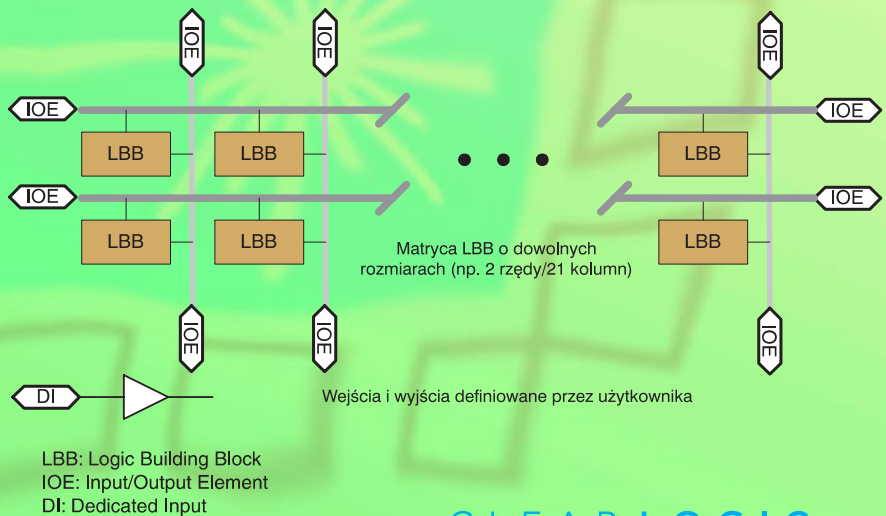 IOE IOE IOE
IOE IOE
LBB LBB LBB
IOE IOE
LBB LBB LBB
Matryca LBB o dowolnych
rozmiarach (np. 2 rzędy/21 kolumn)
IOE IOE IOE
DI
Wejścia i wyjścia definiowane przez użytkownika
LBB: Logic Building Block
IOE: Input/Output Element
DI: Dedicated Input
CLEAR LOGIC